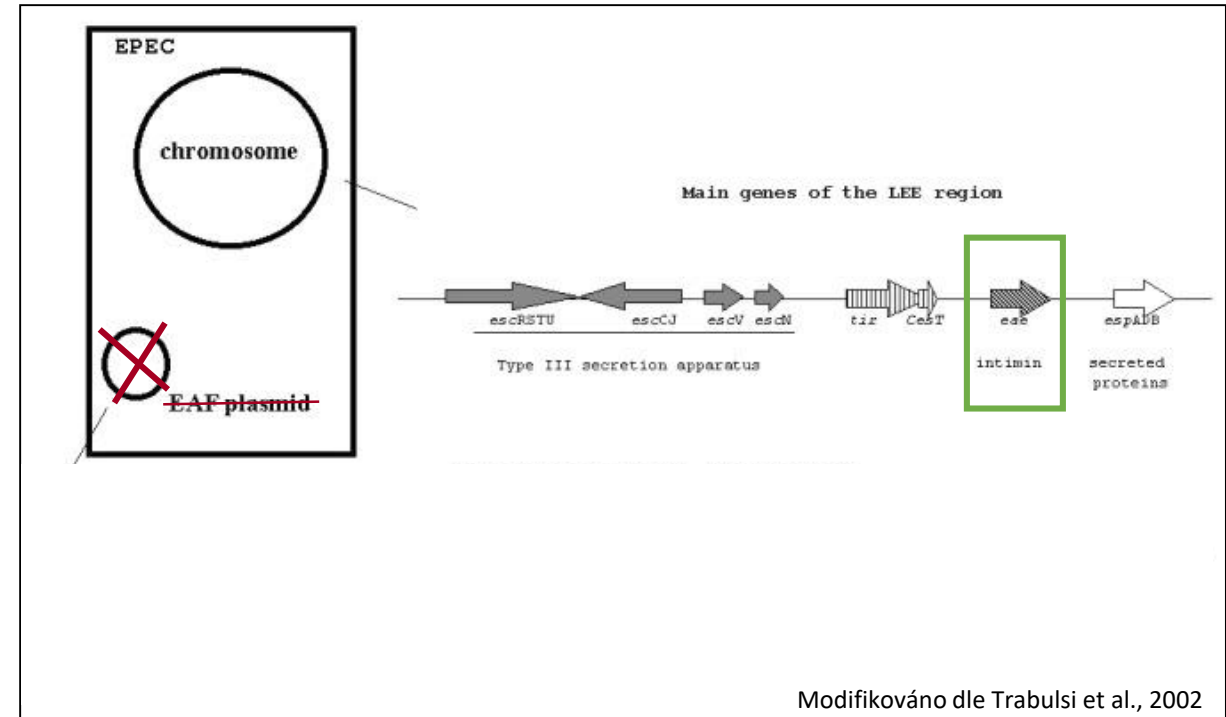 EPEC
chromosome
EAF plasmid
Main genes of the LEE region
escRSTU escCJ escV escN tir CesT eae espADB
Type III secretion apparatus intimin secreted
proteins
Modifikováno dle Trabulsi et al., 2002